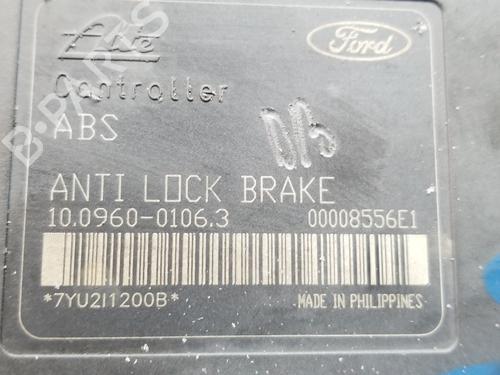 Ate
Ford
Controller
ABS
ANTI LOCK BRAKE
10.0960-0106.3 00008556E1
*7YU2I1200B* MADE IN PHILIPPINES
B-PARTS